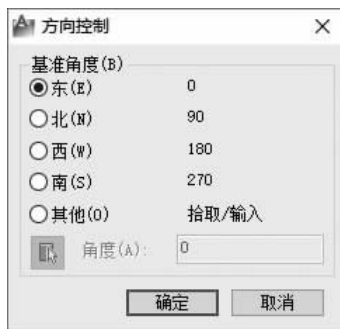 方向控制
基准角度(B)
东(E) 0
北(N) 90
西(W) 180
南(S) 270
其他(O) 拾取/输入
角度(A): 0
确定 取消